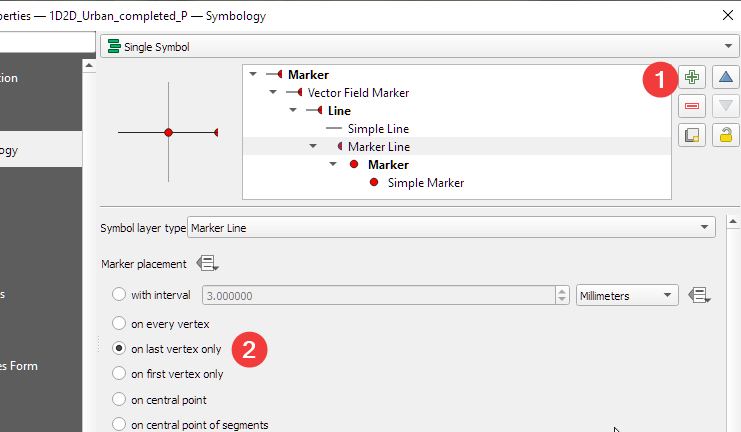 perties — 1D2D_Urban_completed_P — Symbology
Single Symbol
tion
Marker
1
Vector Field Marker
Line
Simple Line
ology
Marker Line
Marker
Simple Marker
Symbol layer type Marker Line
Marker placement
s
with interval 3.000000 Millimeters
on every vertex
on last vertex only 2
es Form
on first vertex only
on central point
on central point of segments